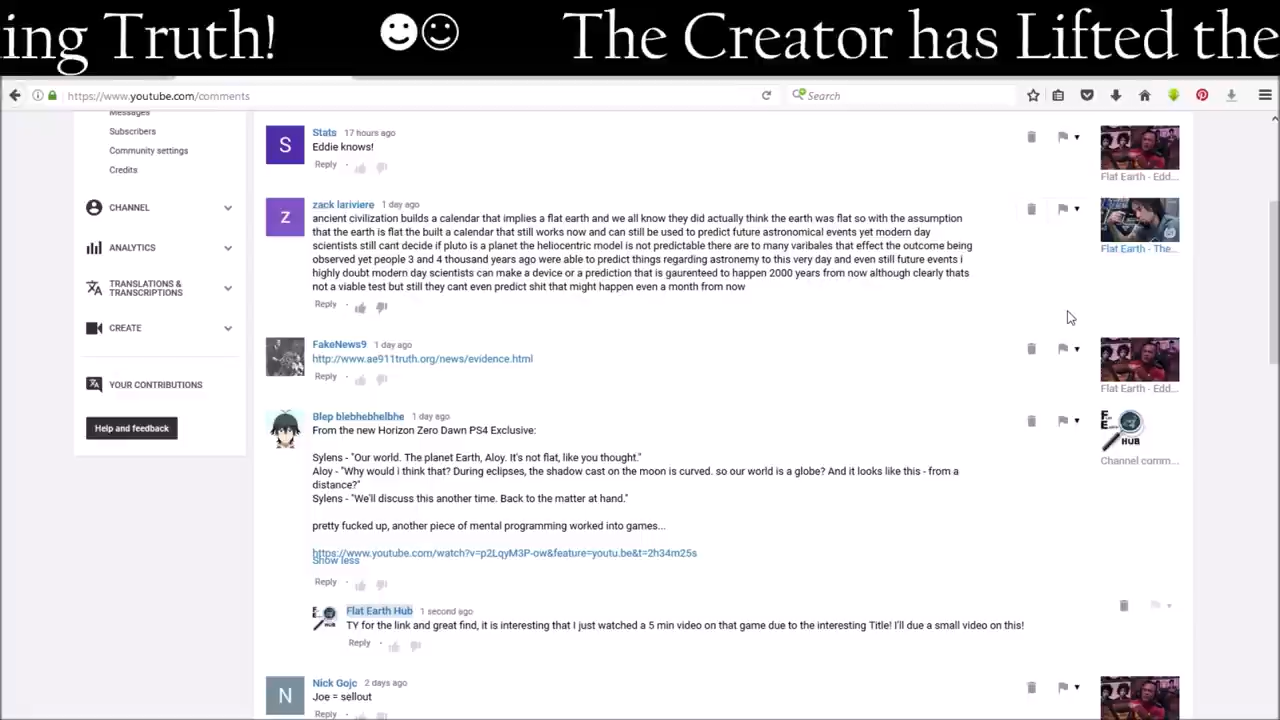 ing Truth!
The Creator has Lifted the
https://www.youtube.com/comments
Search
Messages
Subscribers
Community settings
Credits
CHANNEL
ANALYTICS
TRANSLATIONS &
TRANSCRIPTIONS
CREATE
YOUR CONTRIBUTIONS
Help and feedback
S
Stats 17 hours ago
Eddie knows!
Reply
Flat Earth - Edd...
z
zack lariviere 1 day ago
ancient civilization builds a calendar that implies a flat earth and we all know they did actually think the earth was flat so with the assumption
that the earth is flat the built a calendar that still works now and can still be used to predict future astronomical events yet modern day
scientists still cant decide if pluto is a planet the heliocentric model is not predictable there are to many varibales that effect the outcome being
observed yet people 3 and 4 thousand years ago were able to predict things regarding astronomy to this very day and even still future events i
highly doubt modern day scientists can make a device or a prediction that is gaurenteed to happen 2000 years from now although clearly thats
not a viable test but still they cant even predict shit that might happen even a month from now
Reply
Flat Earth - The...
FakeNews9 1 day ago
http://www.ae911truth.org/news/evidence.html
Reply
Flat Earth - Edd...
Blep blebhebhelbhe 1 day ago
From the new Horizon Zero Dawn PS4 Exclusive:
Sylens - "Our world. The planet Earth, Aloy. It's not flat, like you thought."
Aloy - "Why would i think that? During eclipses, the shadow cast on the moon is curved. so our world is a globe? And it looks like this - from a
distance?"
Sylens - "We'll discuss this another time. Back to the matter at hand."
pretty fucked up, another piece of mental programming worked into games...
https://www.youtube.com/watch?v=p2LqyM3P-ow&feature=youtu.be&t=2h34m25s
Show less
Reply
HUB
Channel comm...
Flat Earth Hub 1 second ago
TY for the link and great find, it is interesting that I just watched a 5 min video on that game due to the interesting Title! I'll due a small video on this!
Reply
N
Nick Gojc 2 days ago
Joe = sellout
Reply